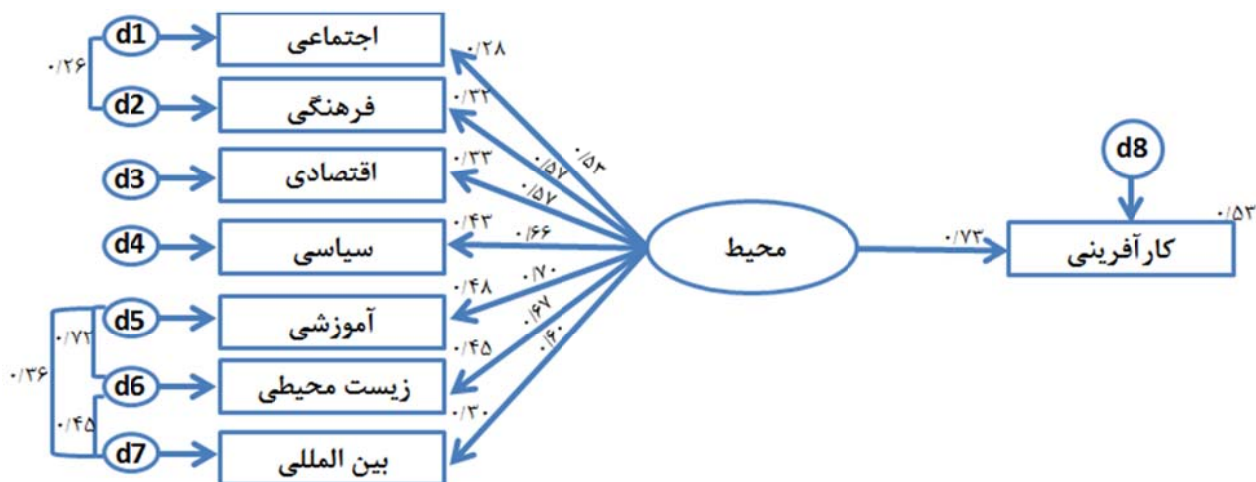 d1
اجتماعی
۰/۲۸
۰/۲۶
d2
فرهنگی
۰/۳۲
۰/۵۳
۰/۵۷
d3
اقتصادی
۰/۳۳
۰/۵۷
d8
d4
سیاسی
۰/۴۳
۰/۶۶
محیط
۰/۷۳
کارآفرینی
۰/۵۳
d5
آموزشی
۰/۴۸
۰/۷۰
۰/۷۲
۰/۳۶
d6
زیست محیطی
۰/۴۵
۰/۶۷
۰/۴۵
d7
بین المللی
۰/۳۰
۰/۶۰